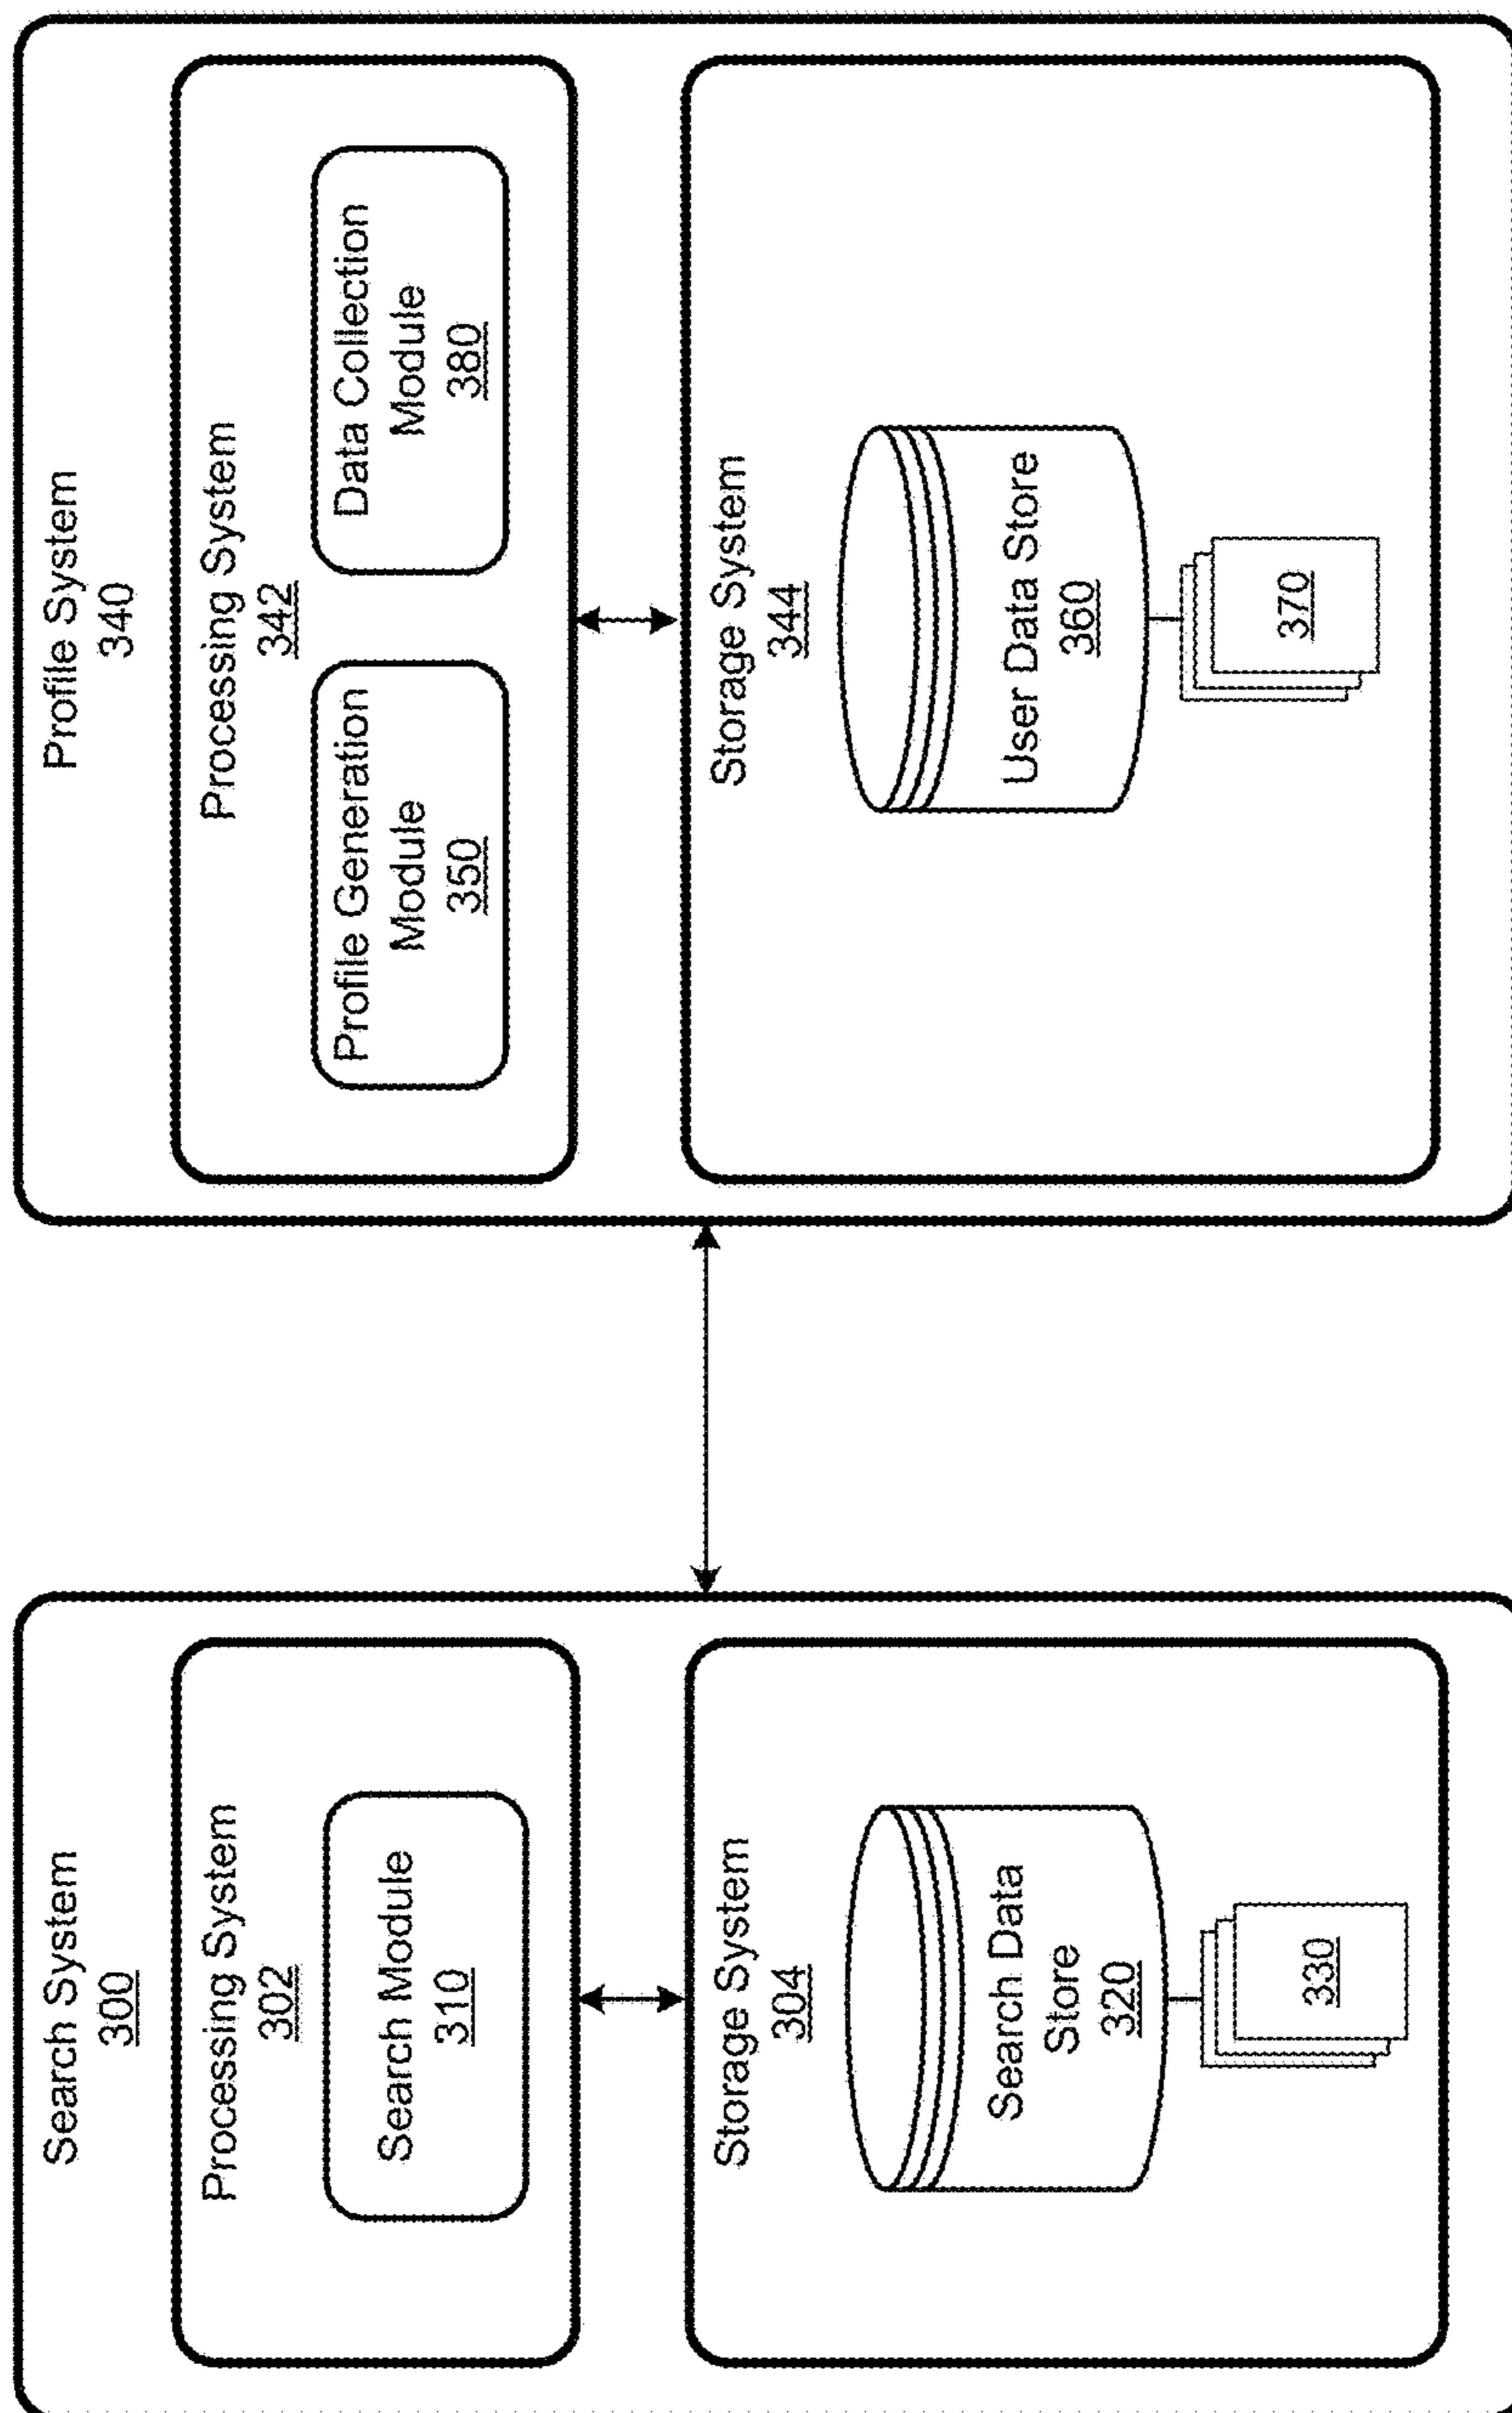 Search System
300
Processing System
302
Search Module
310
Storage System
304
Search Data
Store
320
330
Profile System
340
Processing System
342
Profile Generation
Module
350
Data Collection
Module
380
Storage System
344
User Data Store
360
370